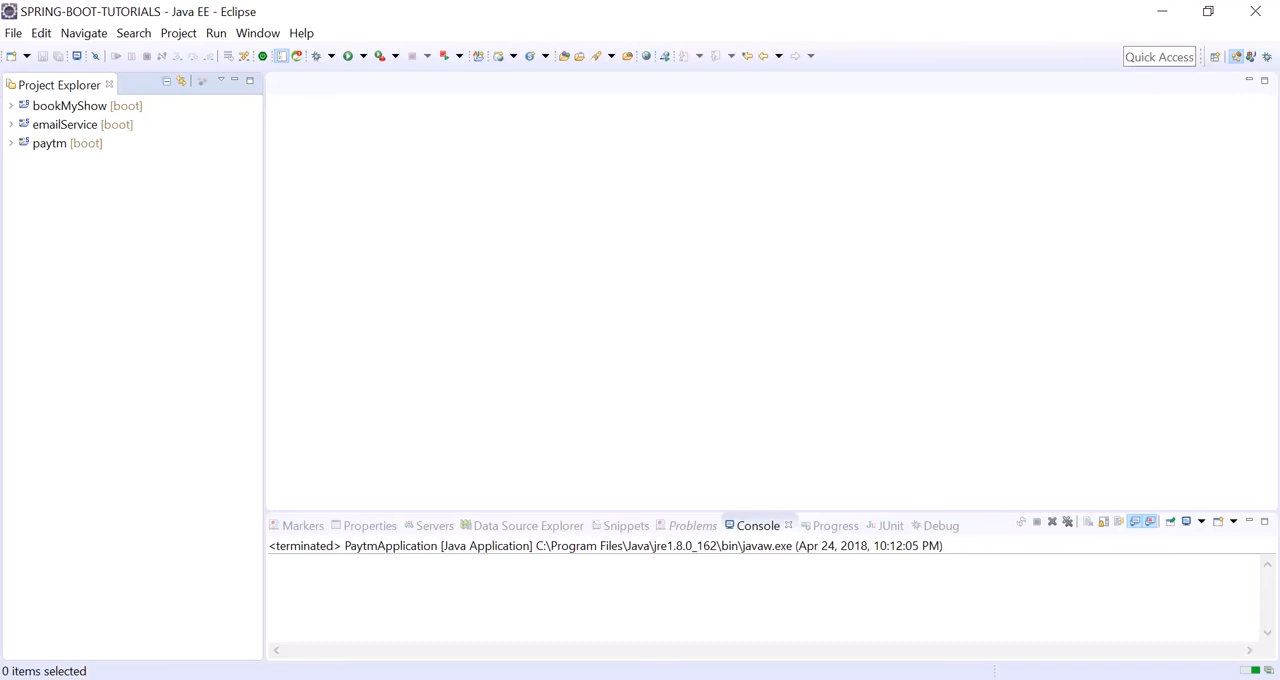 SPRING-BOOT-TUTORIALS - Java EE - Eclipse
File Edit Navigate Search Project Run Window Help
Quick Access
Project Explorer
bookMyShow [boot]
emailService [boot]
paytm [boot]
Markers Properties Servers Data Source Explorer Snippets Problems Console Progress JUnit Debug
<terminated> PaytmApplication [Java Application] C:\Program Files\Java\jre1.8.0_162\bin\javaw.exe (Apr 24, 2018, 10:12:05 PM)
0 items selected